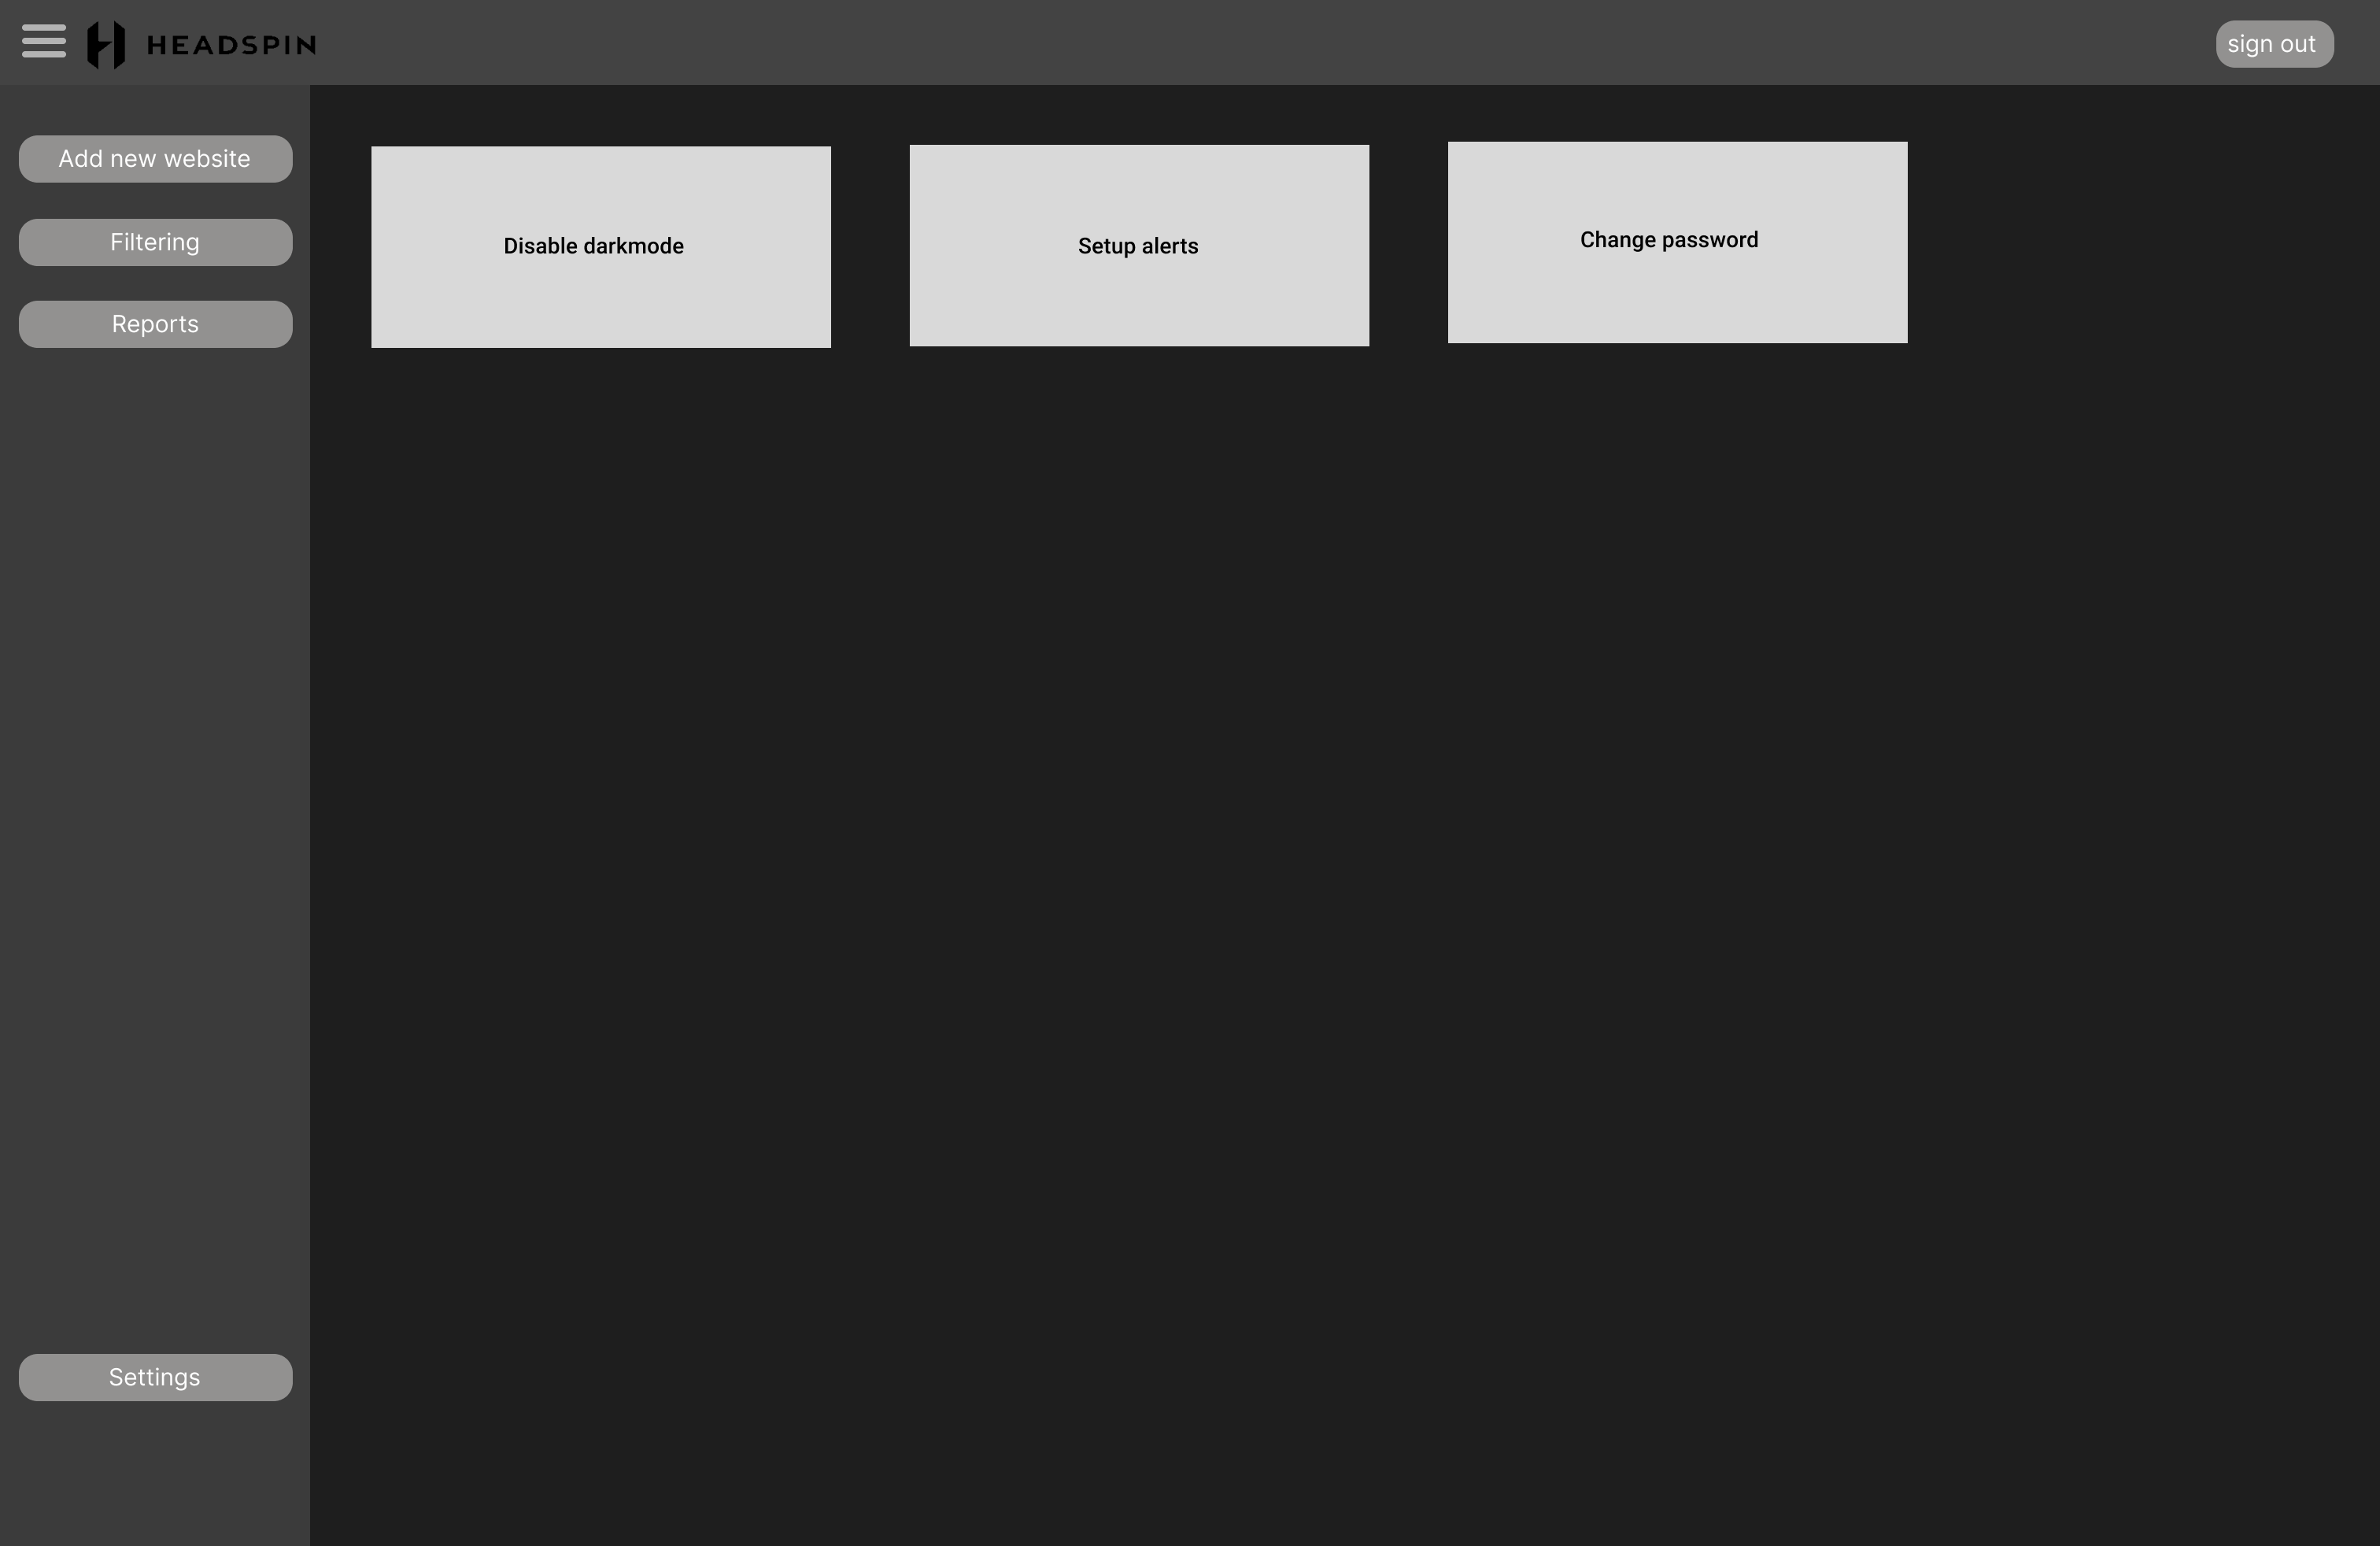 HEADSPIN
sign out
Add new website
Filtering
Reports
Disable darkmode
Setup alerts
Change password
Settings